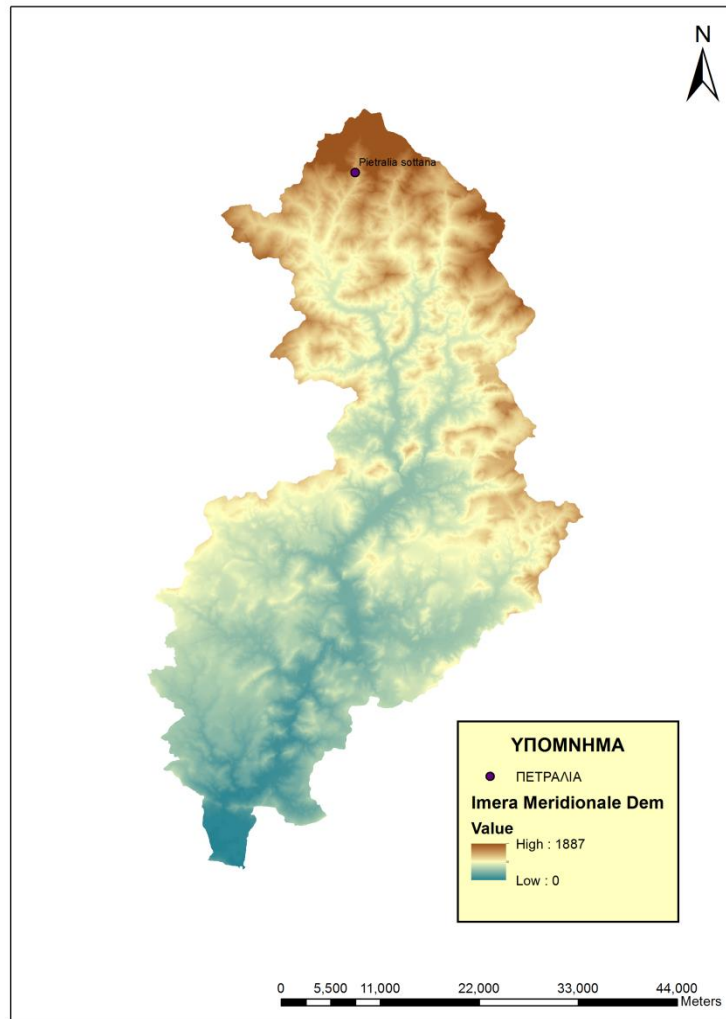 N
Pietralia sottana
ΥΠΟΜΝΗΜΑ
ΠΕΤΡΑΛΙΑ
Imera Meridionale Dem
Value
High : 1887
Low : 0
0 5,500 11,000 22,000 33,000 44,000
Meters